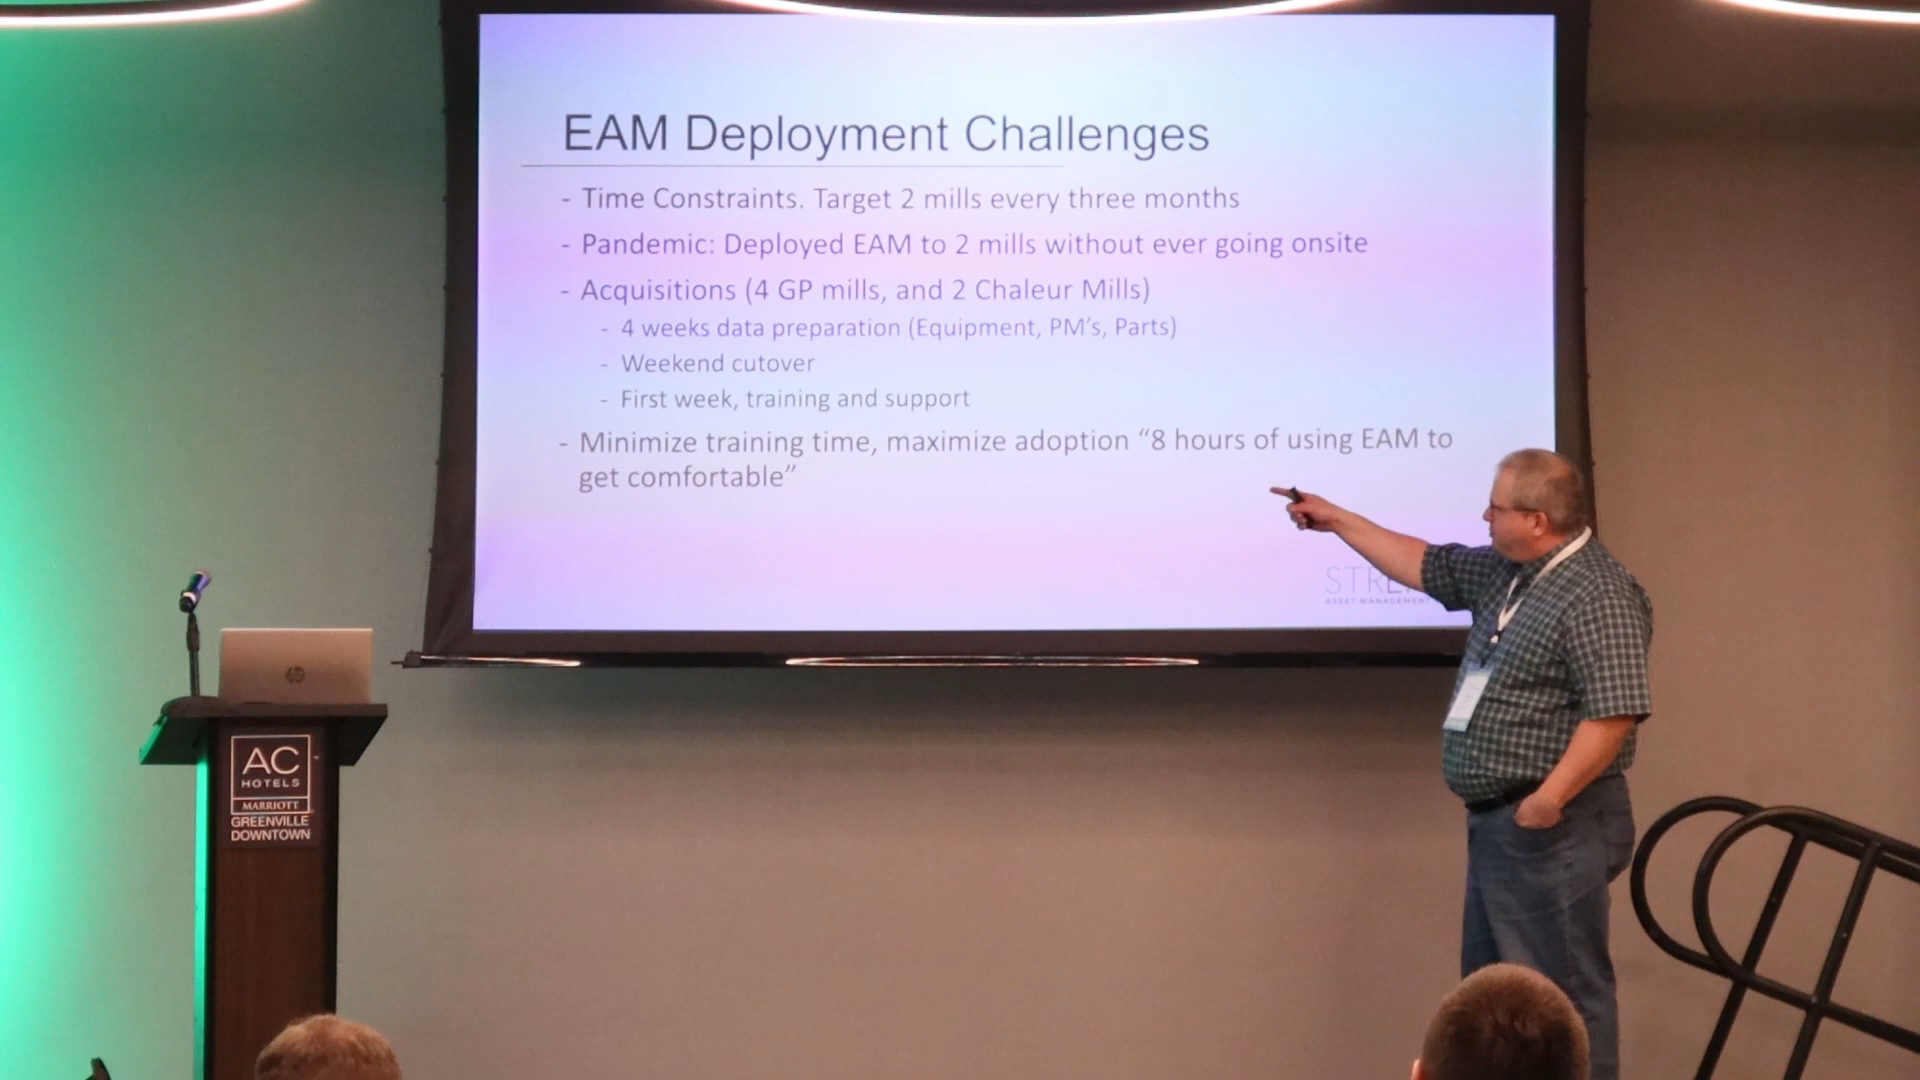 EAM Deployment Challenges
- Time Constraints. Target 2 mills every three months
- Pandemic: Deployed EAM to 2 mills without ever going onsite
- Acquisitions (4 GP mills, and 2 Chaleur Mills)
- 4 weeks data preparation (Equipment, PM's, Parts)
- Weekend cutover
- First week, training and support
- Minimize training time, maximize adoption “8 hours of using EAM to
get comfortable”
ASSET MANAGEMENT
hp
AC
HOTELS
MARRIOTT
GREENVILLE
DOWNTOWN